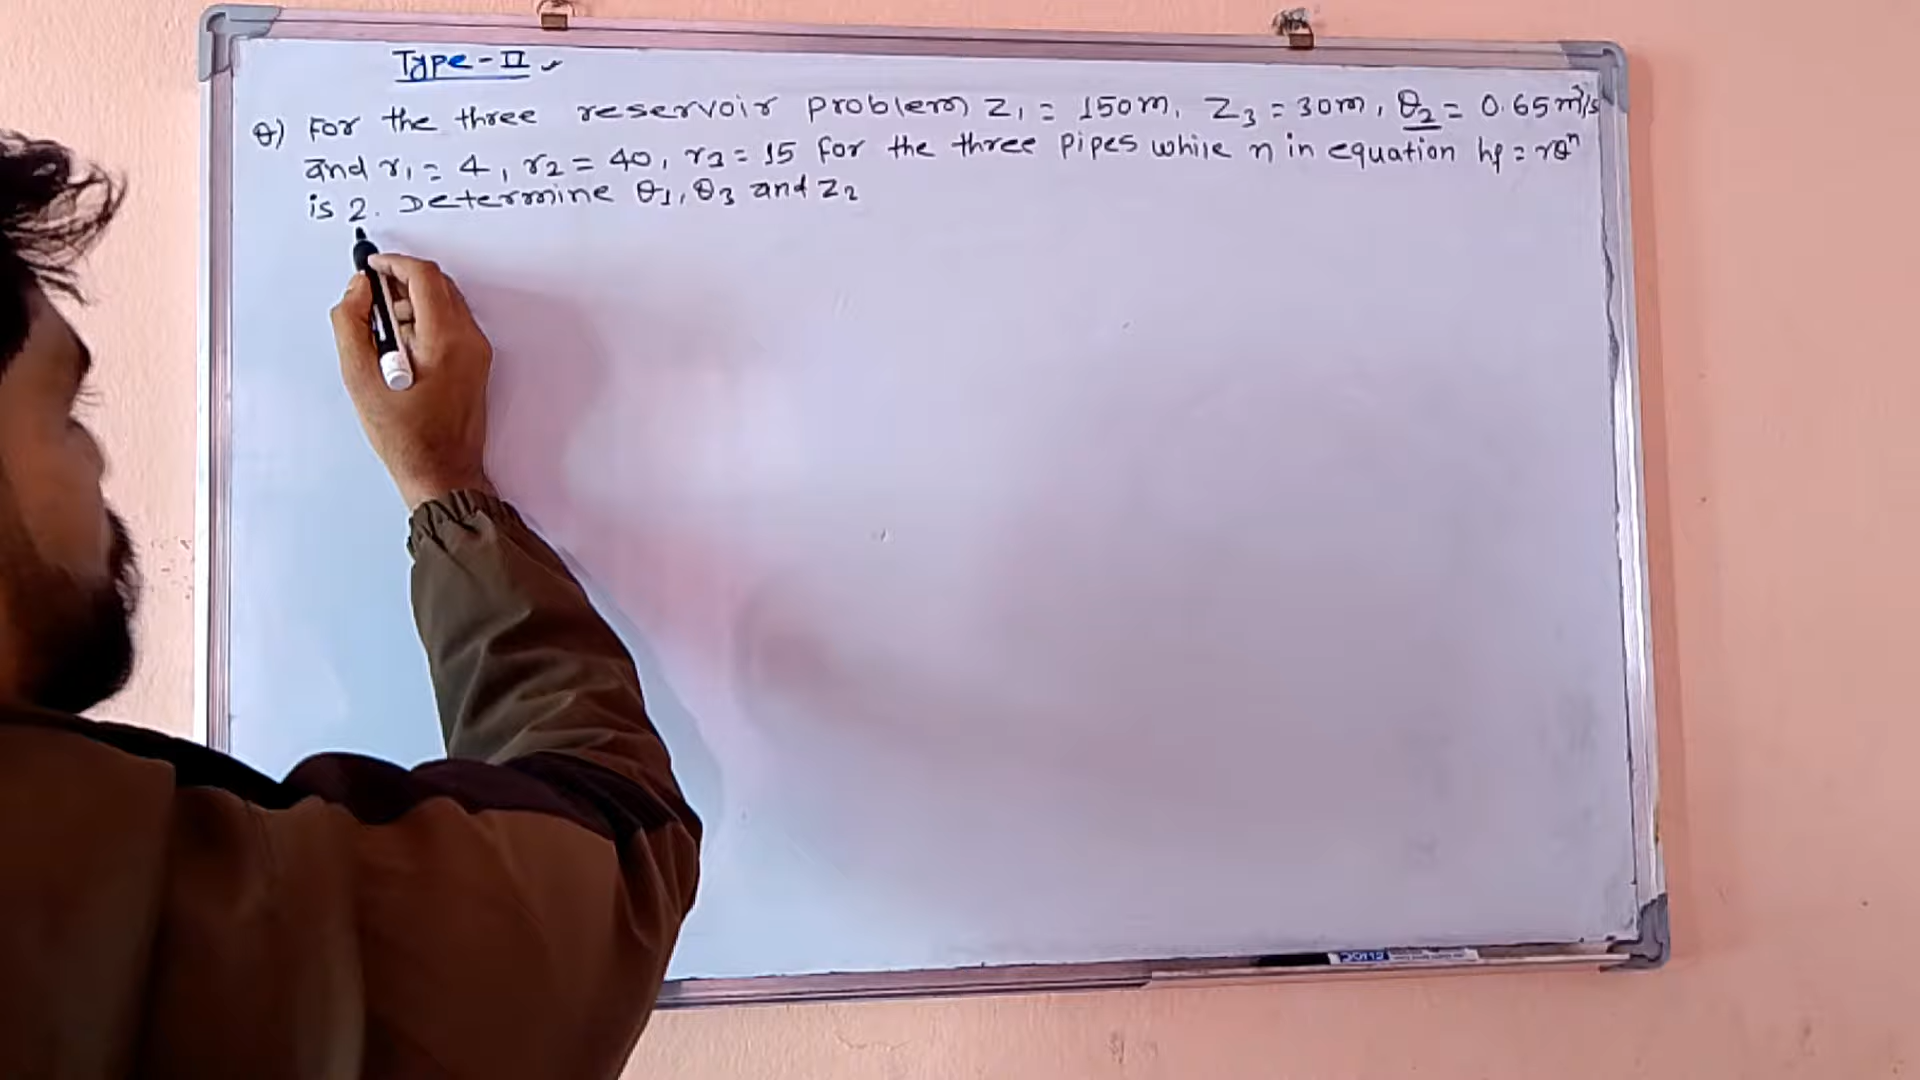 Type-II
Q) For the three reservoir problem Z₁ = 150m, Z₃ = 30m, Q₂ = 0.65 m³/s
and r₁ = 4, r₂ = 40, r₃ = 15 for the three pipes while n in equation hf = rQⁿ
is 2. Determine Q₁, Q₃ and Z₂